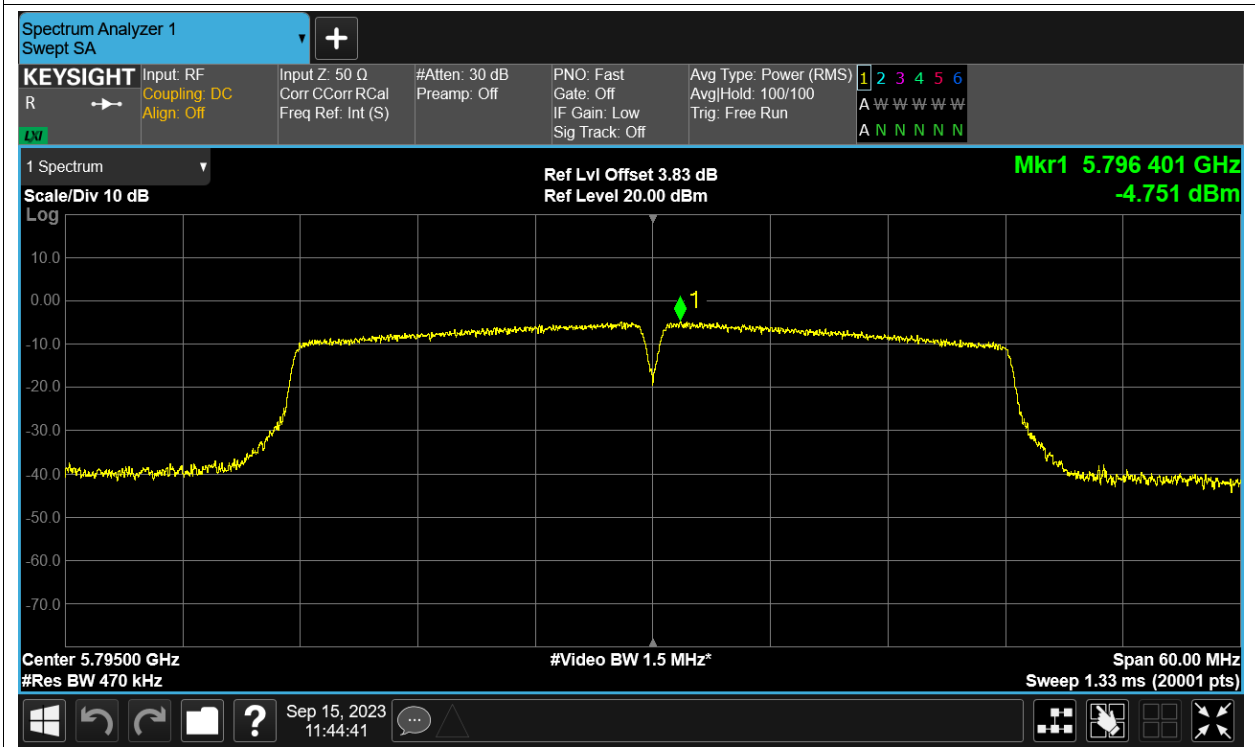 Spectrum Analyzer 1
Swept SA
+
KEYSIGHT
R
LXI
Input: RF
Coupling: DC
Align: Off
Input Z: 50 Ω
Corr CCorr RCal
Freq Ref: Int (S)
#Atten: 30 dB
Preamp: Off
PNO: Fast
Gate: Off
IF Gain: Low
Sig Track: Off
Avg Type: Power (RMS)
Avg|Hold: 100/100
Trig: Free Run
1 2 3 4 5 6
A W W W W W
A N N N N N
1 Spectrum
Scale/Div 10 dB
Ref Lvl Offset 3.83 dB
Ref Level 20.00 dBm
Mkr1 5.796 401 GHz
-4.751 dBm
Log
10.0
0.00
-10.0
-20.0
-30.0
-40.0
-50.0
-60.0
-70.0
1
Center 5.79500 GHz
#Res BW 470 kHz
#Video BW 1.5 MHz*
Span 60.00 MHz
Sweep 1.33 ms (20001 pts)
?
Sep 15, 2023
11:44:41